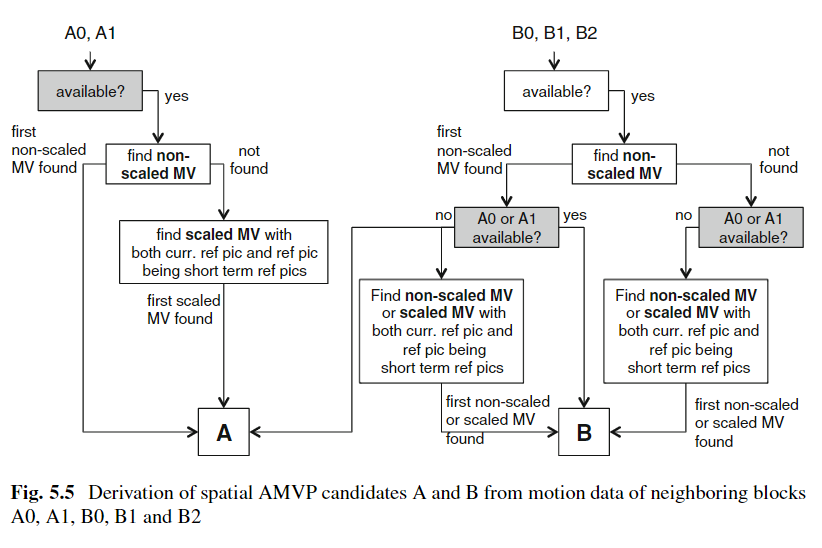 A0, A1
available?
yes
first
non-scaled
MV found
find non-
scaled MV
not
found
find scaled MV with
both curr. ref pic and ref pic
being short term ref pics
first scaled
MV found
A
B0, B1, B2
available?
yes
first
non-scaled
MV found
find non-
scaled MV
not
found
no
A0 or A1
available?
yes
no
A0 or A1
available?
Find non-scaled MV
or scaled MV with
both curr. ref pic and
ref pic being
short term ref pics
Find non-scaled MV
or scaled MV with
both curr. ref pic and
ref pic being
short term ref pics
first non-scaled
or scaled MV
found
B
first non-scaled
or scaled MV
found
Fig. 5.5 Derivation of spatial AMVP candidates A and B from motion data of neighboring blocks
A0, A1, B0, B1 and B2